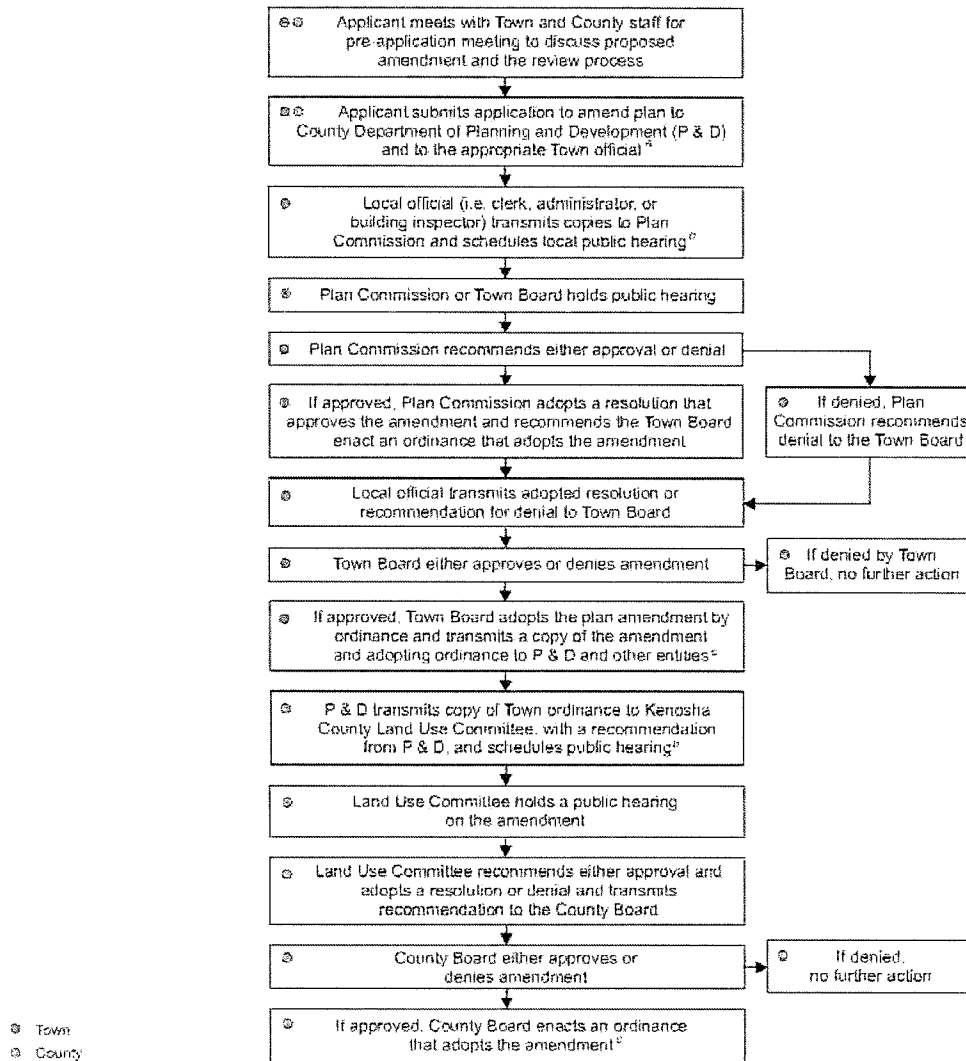 Applicant meets with Town and County staff for
pre-application meeting to discuss proposed
amendment and the review process
Applicant submits application to amend plan to
County Department of Planning and Development (P & D)
and to the appropriate Town official
Local official (i.e. clerk, administrator, or
building inspector) transmits copies to Plan
Commission and schedules local public hearing
Plan Commission or Town Board holds public hearing
Plan Commission recommends either approval or denial
If approved, Plan Commission adopts a resolution that
approves the amendment and recommends the Town Board
enact an ordinance that adopts the amendment
If denied, Plan
Commission recommends
denial to the Town Board
Local official transmits adopted resolution or
recommendation for denial to Town Board
Town Board either approves or denies amendment
If denied by Town
Board, no further action
If approved, Town Board adopts the plan amendment by
ordinance and transmits a copy of the amendment
and adopting ordinance to P & D and other entities
P & D transmits copy of Town ordinance to Kenosha
County Land Use Committee, with a recommendation
from P & D, and schedules public hearing
Land Use Committee holds a public hearing
on the amendment
Land Use Committee recommends either approval and
adopts a resolution or denial and transmits
recommendation to the County Board
County Board either approves or
denies amendment
If denied,
no further action
If approved, County Board enacts an ordinance
that adopts the amendment
Town
County